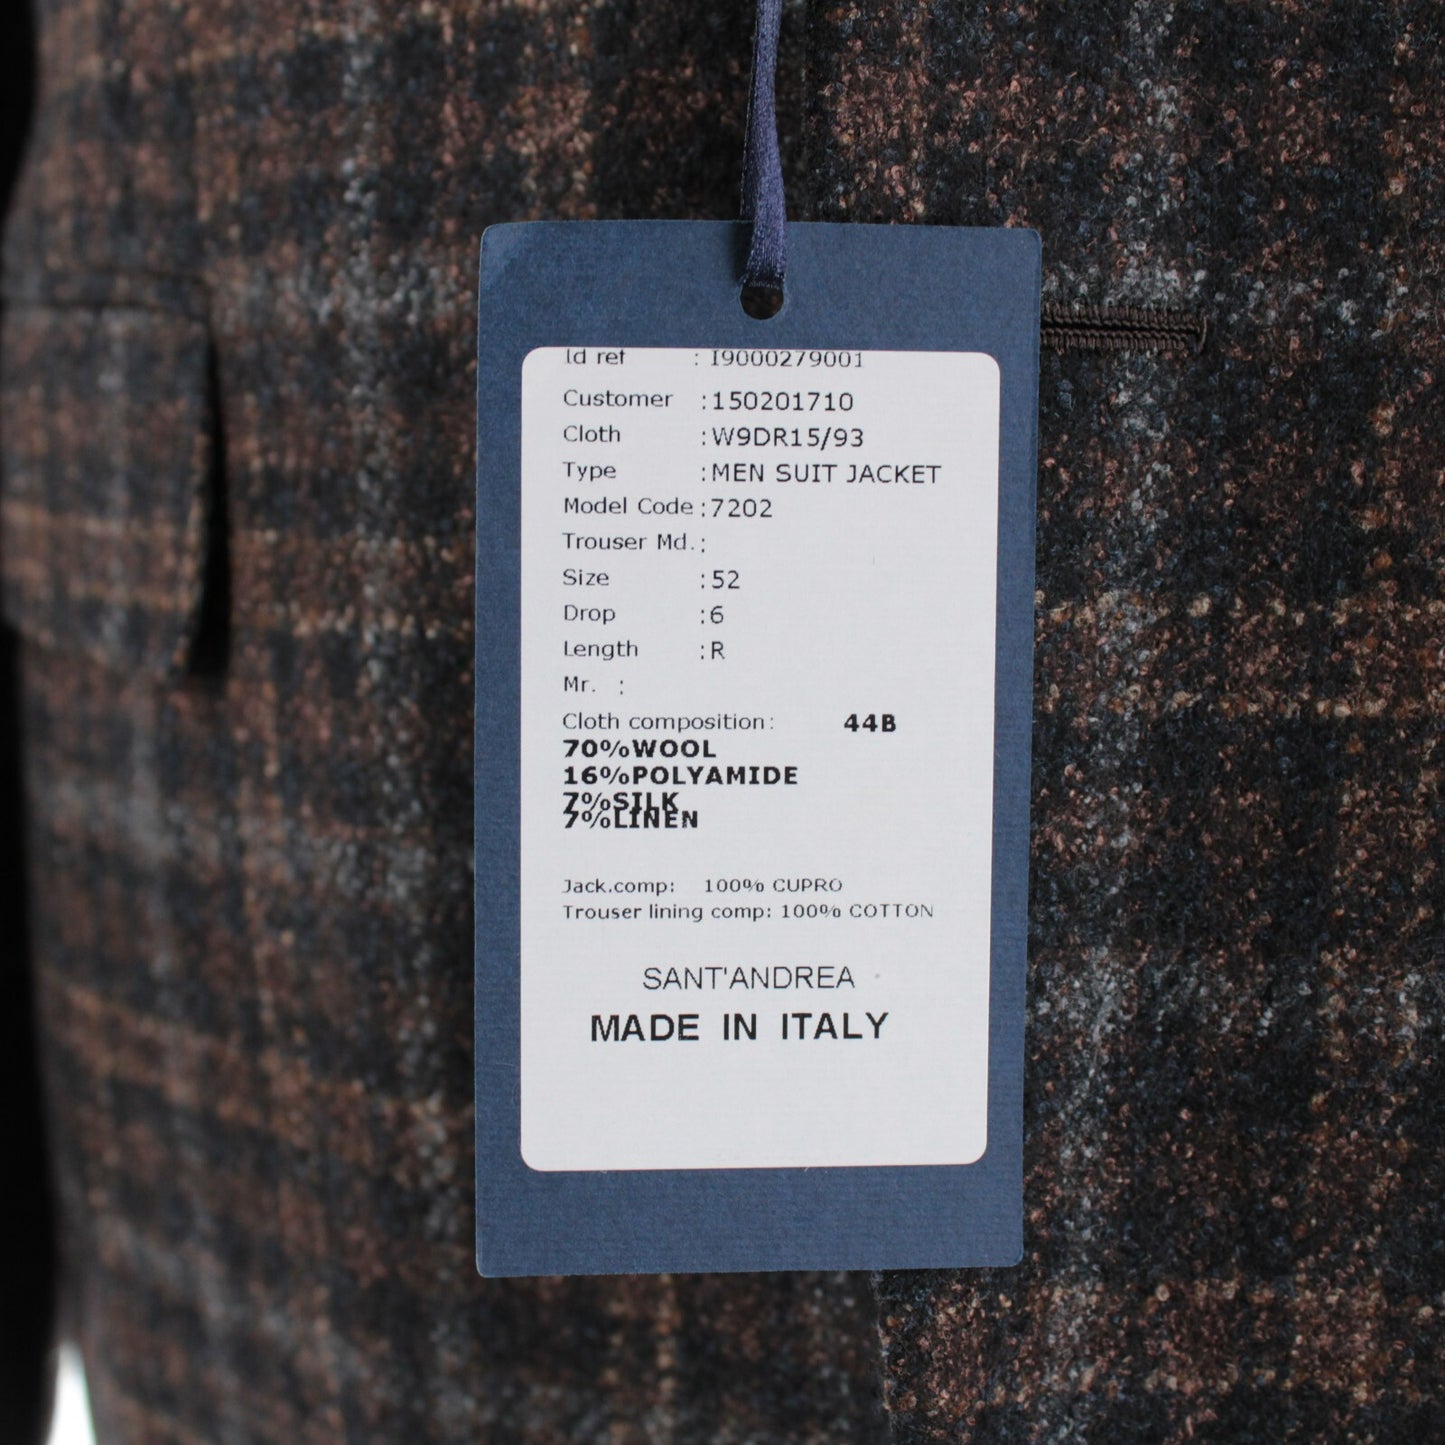 Id ref : I9000279001
Customer :150201710
Cloth :W9DR15/93
Type :MEN SUIT JACKET
Model Code :7202
Trouser Md.:
Size :52
Drop :6
Length :R
Mr. :
Cloth composition: 44B
70%WOOL
16%POLYAMIDE
7%SILK
7%LINEN
Jack.comp: 100% CUPRO
Trouser lining comp: 100% COTTON
SANT'ANDREA
MADE IN ITALY